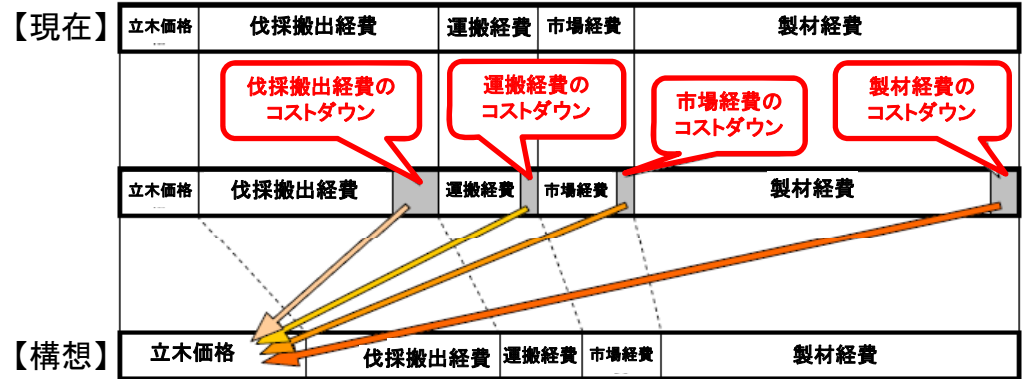 【現在】 立木価格 伐採搬出経費 運搬経費 市場経費 製材経費
伐採搬出経費の
コストダウン
運搬経費の
コストダウン
市場経費の
コストダウン
製材経費の
コストダウン
立木価格 伐採搬出経費 運搬経費 市場経費 製材経費
【構想】 立木価格 伐採搬出経費 運搬経費 市場経費 製材経費